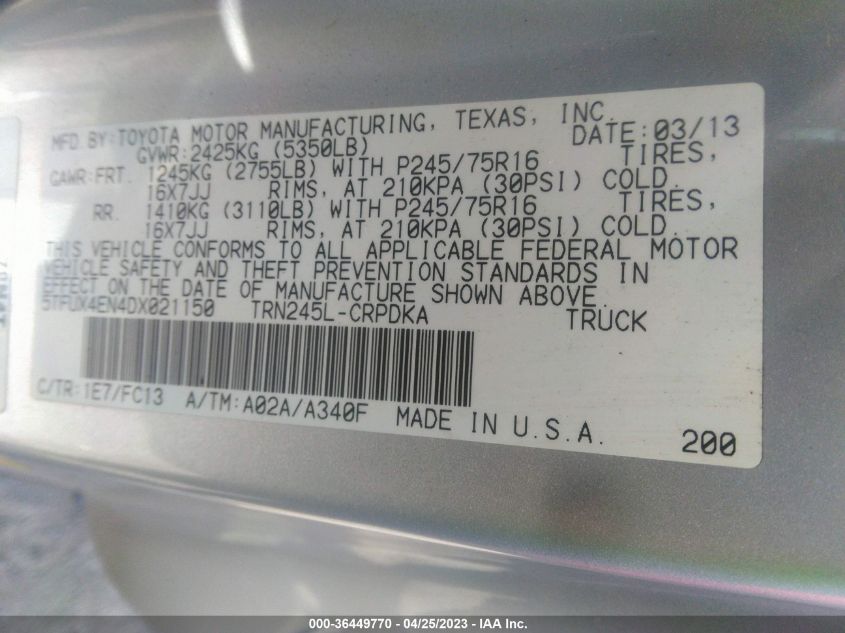 MFD BY:TOYOTA MOTOR MANUFACTURING, TEXAS, INC.
GVWR:2425KG (5350LB) DATE:03/13
GAWR:FRT. 1245KG (2755LB) WITH P245/75R16 TIRES,
16X7JJ RIMS, AT 210KPA (30PSI) COLD.
RR. 1410KG (3110LB) WITH P245/75R16 TIRES,
16X7JJ RIMS, AT 210KPA (30PSI) COLD.
THIS VEHICLE CONFORMS TO ALL APPLICABLE FEDERAL MOTOR
VEHICLE SAFETY AND THEFT PREVENTION STANDARDS IN
EFFECT ON THE DATE OF MANUFACTURE SHOWN ABOVE.
5TFUX4EN4DX021150 TRN245L-CRPDKA TRUCK
C/TR:1E7/FC13 A/TM:A02A/A340F MADE IN U.S.A.
200
000-36449770 - 04/25/2023 - IAA Inc.